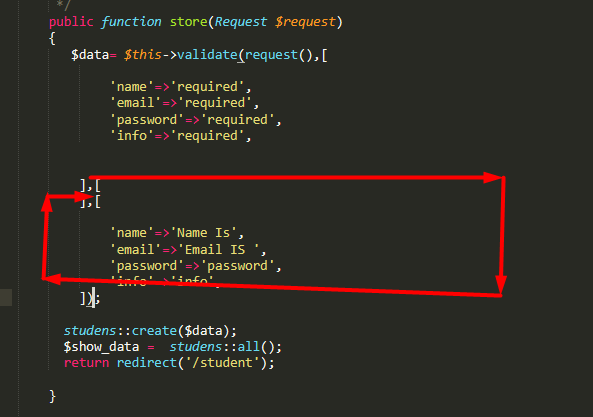 */
public function store(Request $request)
{
$data= $this->validate(request(),[
'name'=>'required',
'email'=>'required',
'password'=>'required',
'info'=>'required',
],[
],[
'name'=>'Name Is',
'email'=>'Email IS ',
'password'=>'password',
'info'=>'info',
]);
studens::create($data);
$show_data =  studens::all();
return redirect('/student');
}